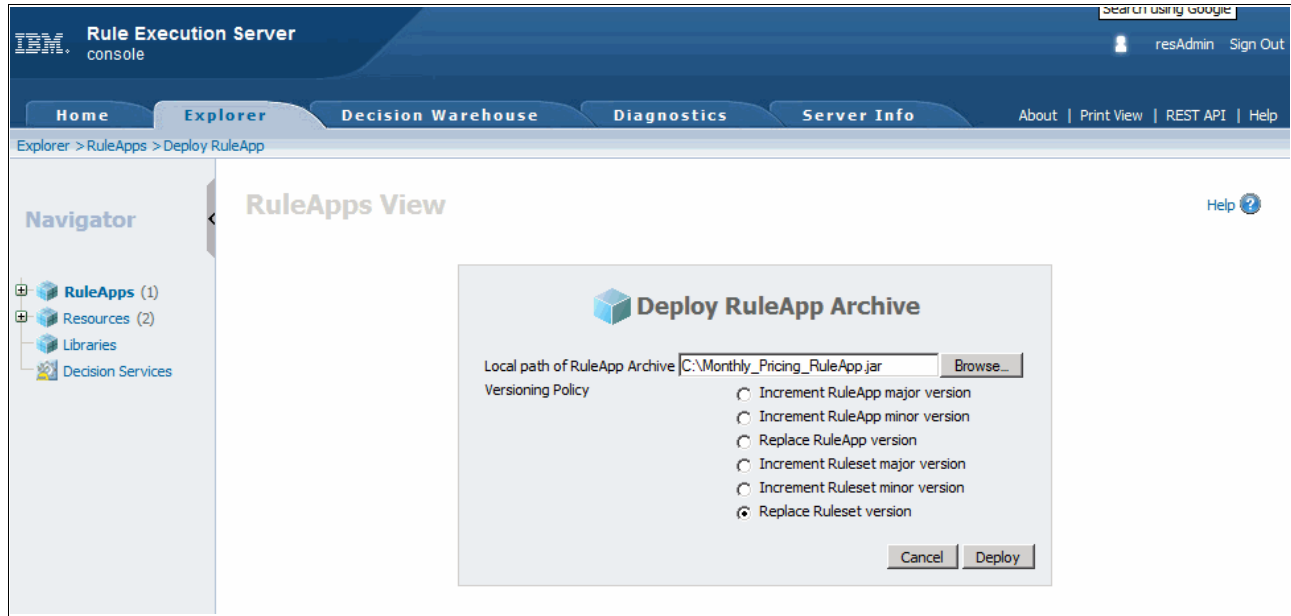 Search using Google
IBM. Rule Execution Server
console
resAdmin Sign Out
Home Explorer Decision Warehouse Diagnostics Server Info About | Print View | REST API | Help
Explorer > RuleApps > Deploy RuleApp
Navigator
RuleApps View
Help ?
RuleApps (1)
Resources (2)
Libraries
Decision Services
Deploy RuleApp Archive
Local path of RuleApp Archive C:\Monthly_Pricing_RuleApp.jar Browse...
Versioning Policy
Increment RuleApp major version
Increment RuleApp minor version
Replace RuleApp version
Increment Ruleset major version
Increment Ruleset minor version
Replace Ruleset version
Cancel Deploy